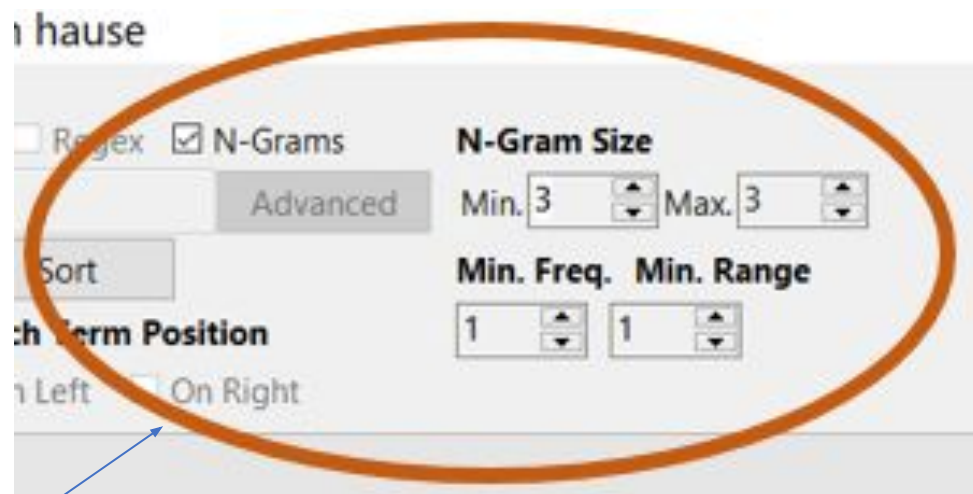 hause
Regex N-Grams N-Gram Size
Advanced Min. 3 Max. 3
Sort Min. Freq. Min. Range
Term Position 1 1
Left On Right